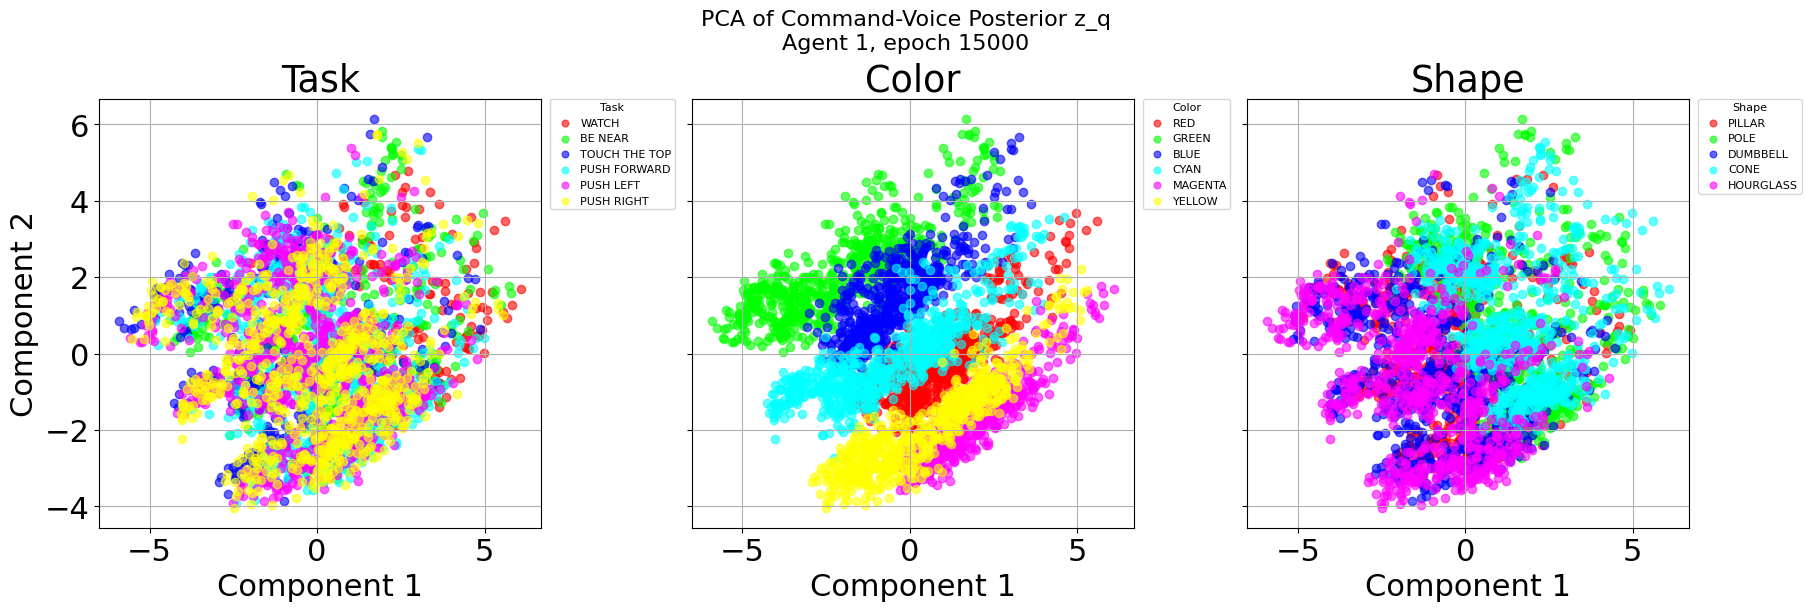 PCA of Command-Voice Posterior z_q
Agent 1, epoch 15000
Task
Component 2
6
4
2
0
−2
−4
−5
0
5
Component 1
Task
WATCH
BE NEAR
TOUCH THE TOP
PUSH FORWARD
PUSH LEFT
PUSH RIGHT
Color
−5
0
5
Component 1
Color
RED
GREEN
BLUE
CYAN
MAGENTA
YELLOW
Shape
−5
0
5
Component 1
Shape
PILLAR
POLE
DUMBBELL
CONE
HOURGLASS